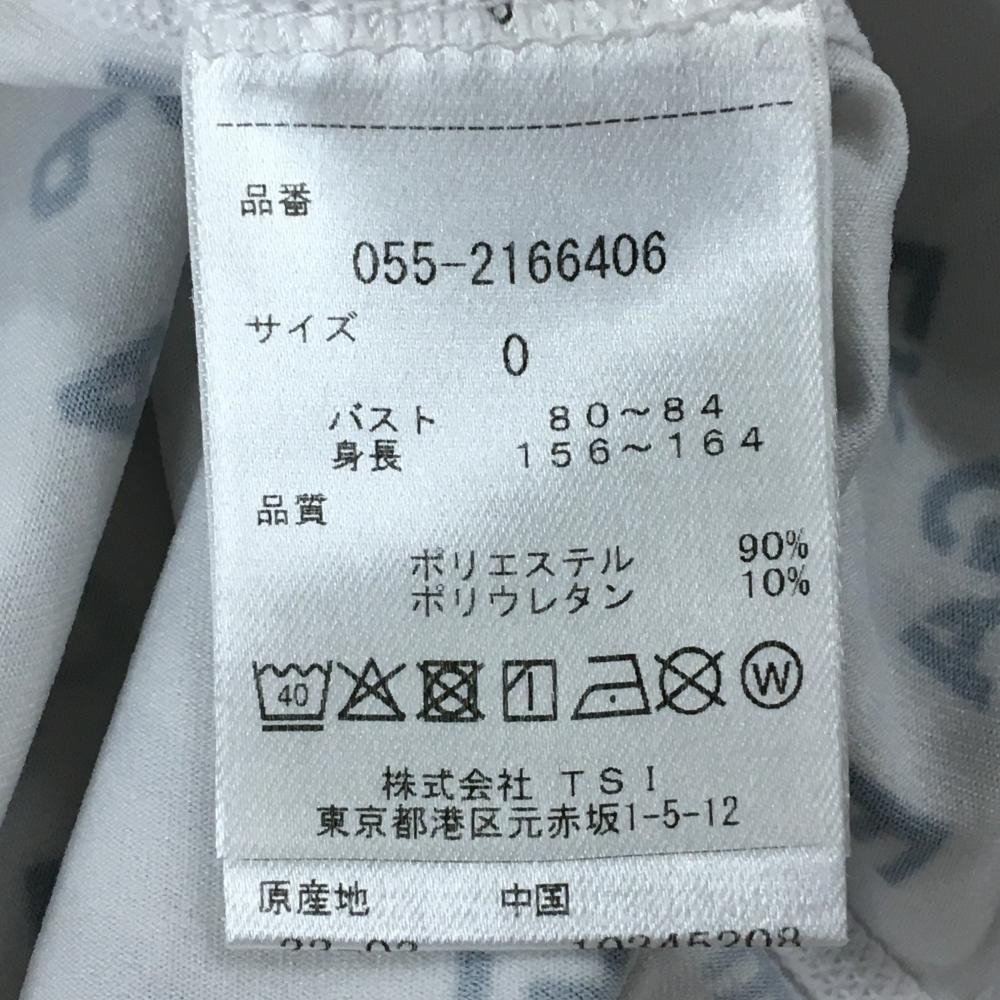 品番
055-2166406
サイズ
0
バスト 80～84
身長 156～164
品質
ポリエステル 90%
ポリウレタン 10%
40
W
株式会社 TSI
東京都港区元赤坂1-5-12
原産地 中国